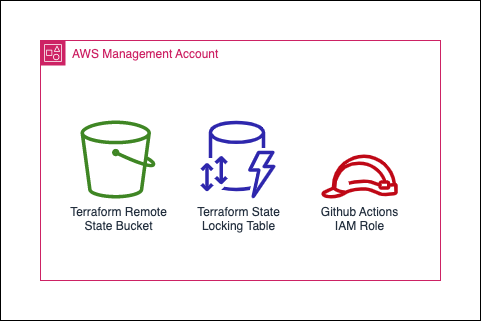 AWS Management Account
Terraform Remote
State Bucket
Terraform State
Locking Table
Github Actions
IAM Role